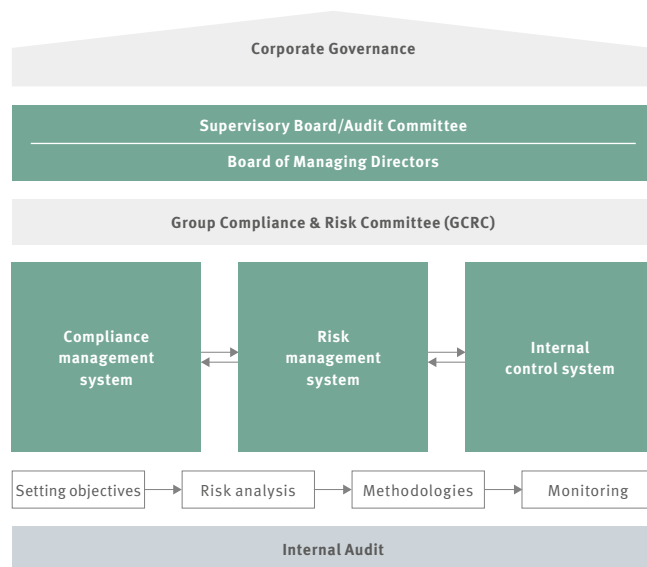 Corporate Governance
Supervisory Board/Audit Committee
Board of Managing Directors
Group Compliance & Risk Committee (GCRC)
Compliance
management
system
Risk
management
system
Internal
control system
Setting objectives
Risk analysis
Methodologies
Monitoring
Internal Audit